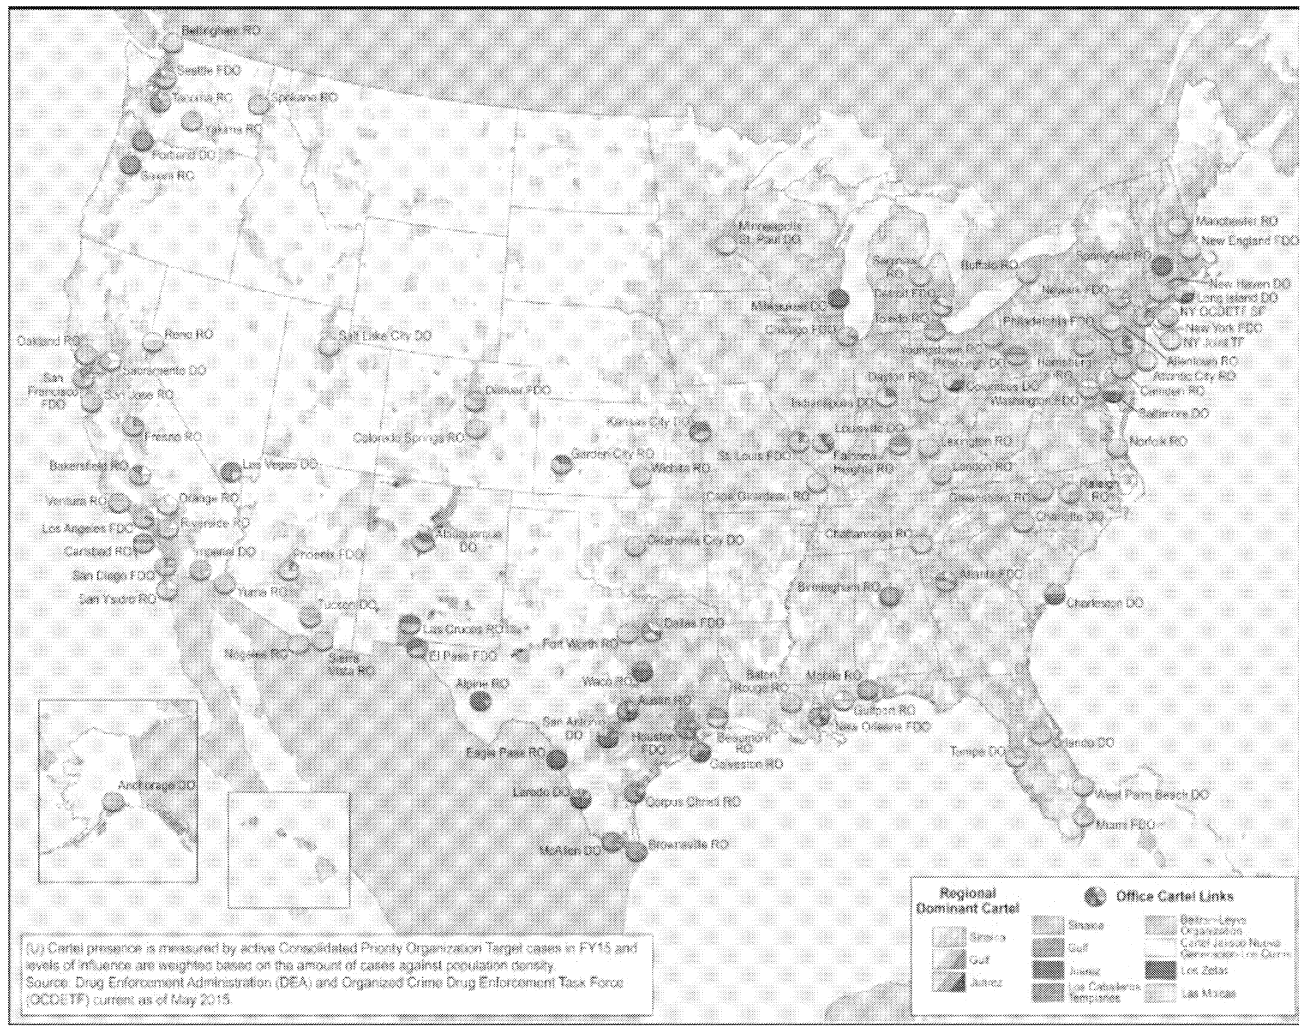 Bellingham RO
Seattle FDO
Tacoma RO
Spokane RO
Yakima RO
Portland DO
Salem RO
Minneapolis
St. Paul DO
Manchester RO
New England FDO
Saginaw
RO
Buffalo RO
Springfield RO
New Haven DO
Long Island DO
NY OCDETF SF
New York FDO
NY Joint TF
Newark FDO
Detroit FDO
Milwaukee DO
Chicago FDO
Toledo RO
Philadelphia FDO
Allentown RO
Atlantic City RO
Camden RO
Baltimore DO
Youngstown RO
Pittsburgh DO
Harrisburg
RO
Dayton RO
Columbus DO
Washington FDO
Indianapolis DO
Oakland RO
Reno RO
Salt Lake City DO
Sacramento DO
San
Francisco
FDO
San Jose RO
Denver FDO
Fresno RO
Colorado Springs RO
Kansas City DO
Louisville DO
St. Louis FDO
Fairview
Heights RO
Lexington RO
Norfolk RO
Bakersfield RO
Las Vegas DO
Garden City RO
Wichita RO
London RO
Cape Girardeau RO
Greensboro RO
Raleigh
RO
Ventura RO
Orange RO
Los Angeles FDO
Riverside RO
Charlotte DO
Carlsbad RO
Imperial DO
Phoenix FDO
Albuquerque
DO
Oklahoma City DO
Chattanooga RO
San Diego FDO
San Ysidro RO
Yuma RO
Birmingham RO
Atlanta FDO
Charleston DO
Tucson DO
Las Cruces RO
Dallas FDO
Fort Worth RO
Nogales RO
Sierra
Vista RO
El Paso FDO
Alpine RO
Waco RO
Baton
Rouge RO
Mobile RO
Austin RO
Gulfport RO
New Orleans FDO
San Antonio
DO
Houston
FDO
Beaumont
RO
Galveston RO
Eagle Pass RO
Laredo DO
Corpus Christi RO
McAllen DO
Brownsville RO
Orlando DO
Tampa DO
West Palm Beach DO
Miami FDO
Anchorage DO
Regional
Dominant Cartel
Sinaloa
Gulf
Juarez
Office Cartel Links
Sinaloa
Gulf
Juarez
Los Caballeros
Templarios
Beltran-Leyva
Organization
Cartel Jalisco Nueva
Generacion-Los Cuinis
Los Zetas
Las Moicas
(U) Cartel presence is measured by active Consolidated Priority Organization Target cases in FY15 and
levels of influence are weighted based on the amount of cases against population density.
Source: Drug Enforcement Administration (DEA) and Organized Crime Drug Enforcement Task Force
(OCDETF) current as of May 2015.